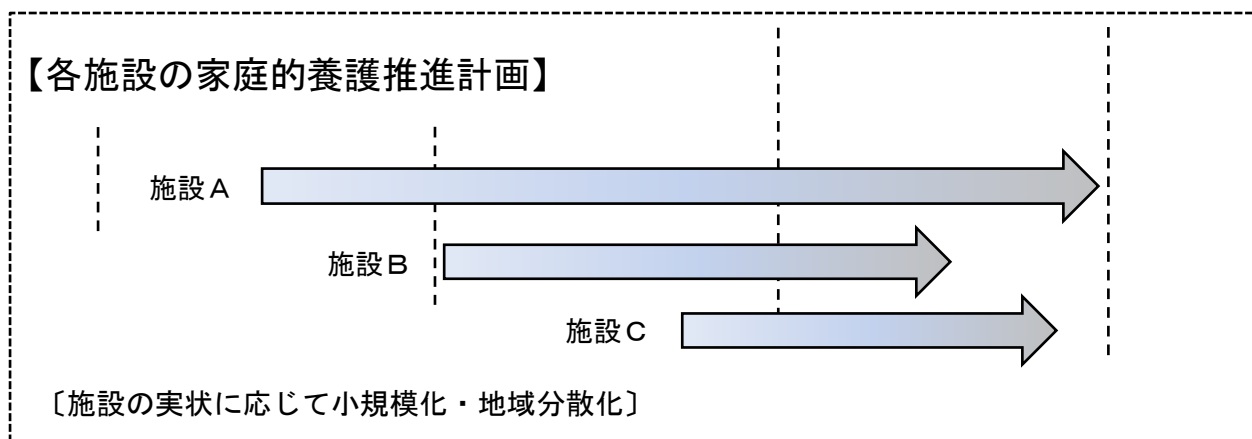 【各施設の家庭的養護推進計画】
施設Ａ
施設Ｂ
施設Ｃ
〔施設の実状に応じて小規模化・地域分散化〕